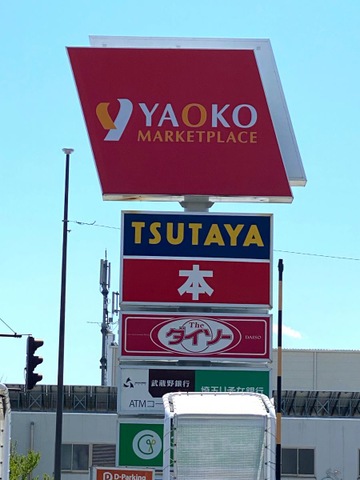 YAOKO
MARKETPLACE
TSUTAYA
本
The
ダイソー
DAISO
武蔵野銀行
埼玉りそな銀行
ATMコー
D-Parking